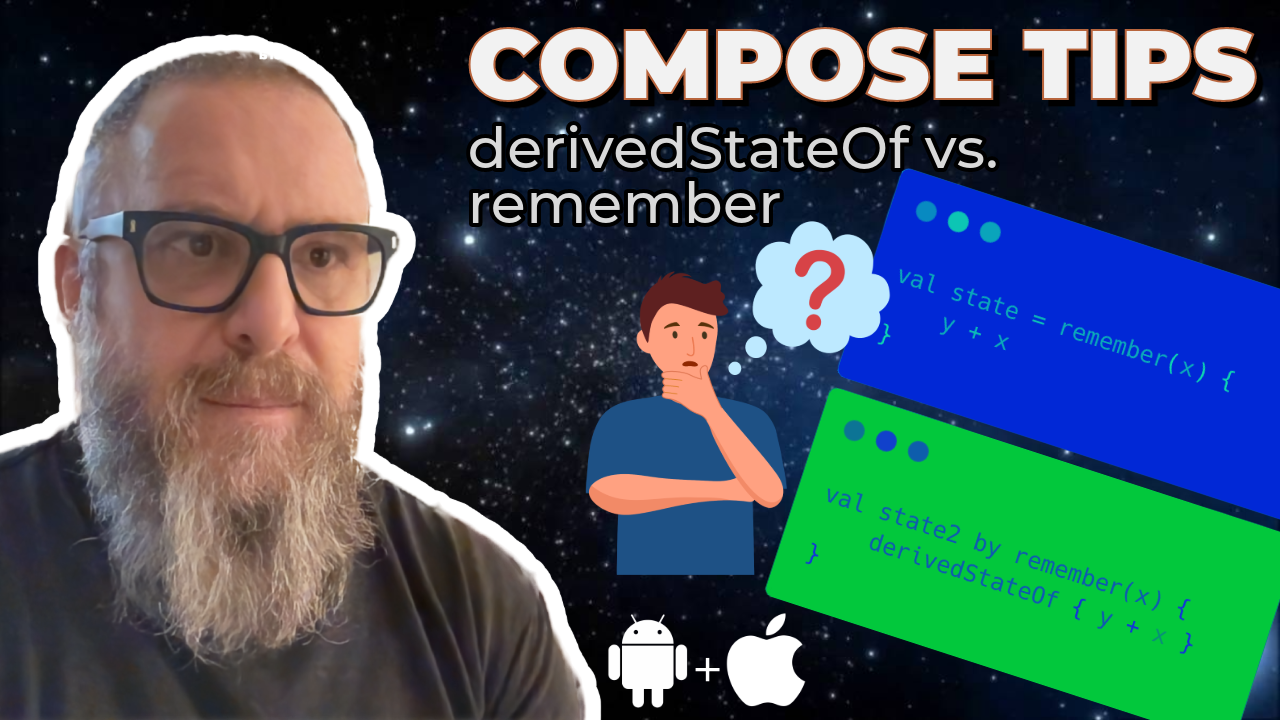 COMPOSE TIPS
derivedStateOf vs.
remember
?
val state = remember(x) {
y + x
}
val state2 by remember(x) {
derivedStateOf { y + x }
}
+